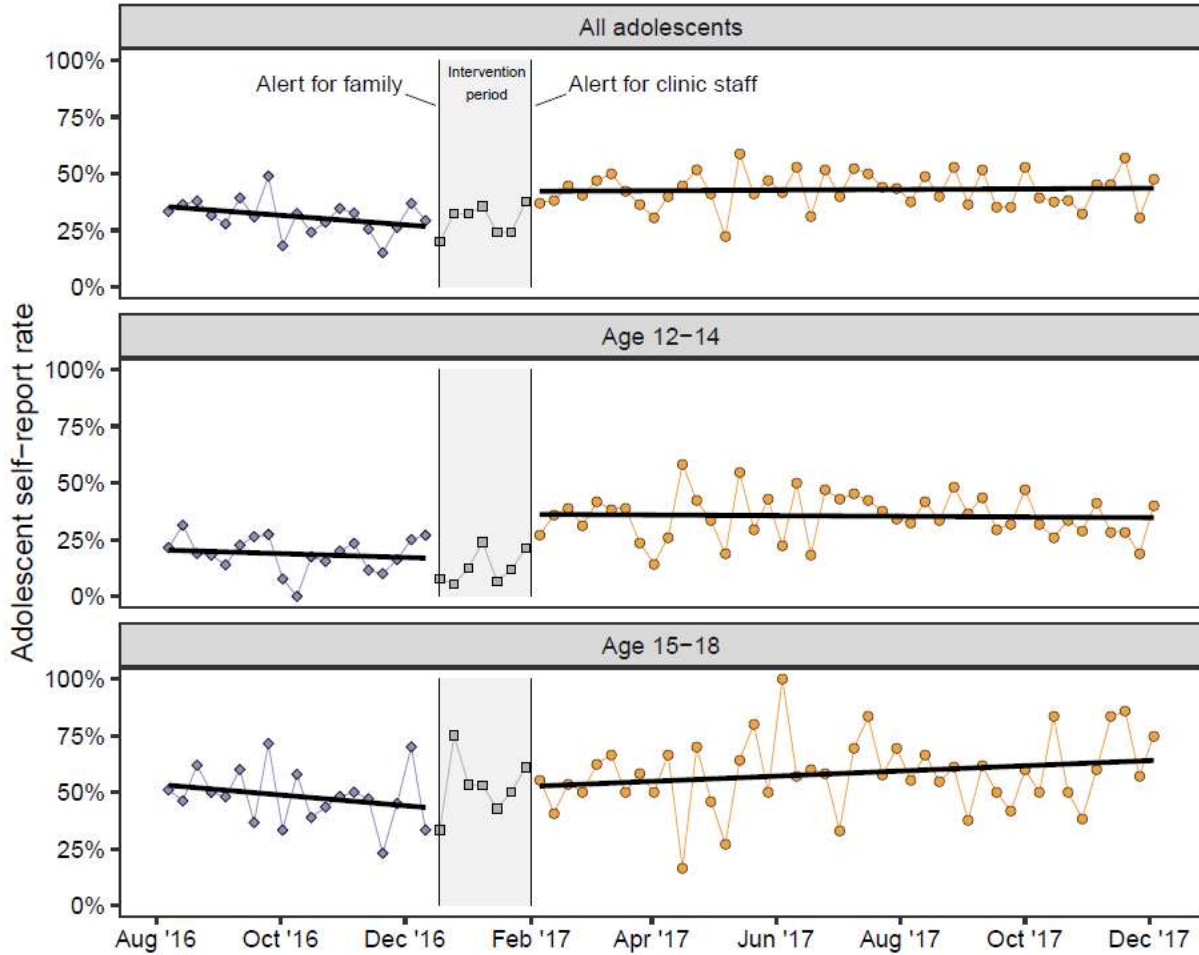 All adolescents
100%
75%
50%
25%
0%
Alert for family
Intervention
period
Alert for clinic staff
Adolescent self−report rate
Age 12−14
100%
75%
50%
25%
0%
Age 15−18
100%
75%
50%
25%
0%
Aug '16 Oct '16 Dec '16 Feb '17 Apr '17 Jun '17 Aug '17 Oct '17 Dec '17